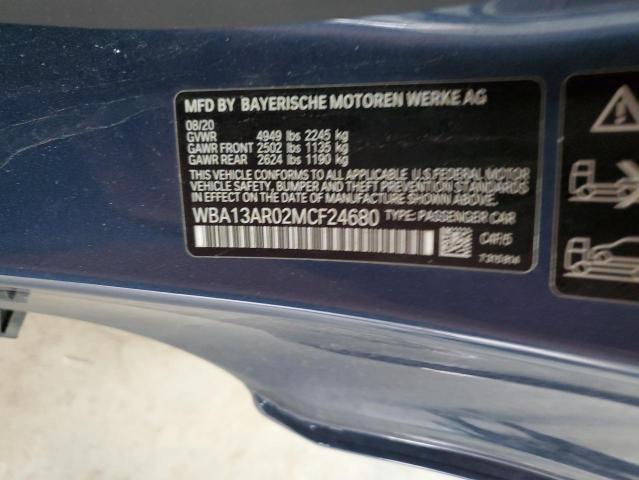 MFD BY BAYERISCHE MOTOREN WERKE AG
08/20
GVWR 4949 lbs 2245 kg
GAWR FRONT 2502 lbs 1135 kg
GAWR REAR 2624 lbs 1190 kg
THIS CAR CONFORMS TO ALL APPLICABLE U.S. FEDERAL MOTOR
VEHICLE SAFETY, BUMPER AND THEFT PREVENTION STANDARDS
IN EFFECT ON THE DATE OF MANUFACTURE SHOWN ABOVE.
WBA13AR02MCF24680 TYPE: PASSENGER CAR